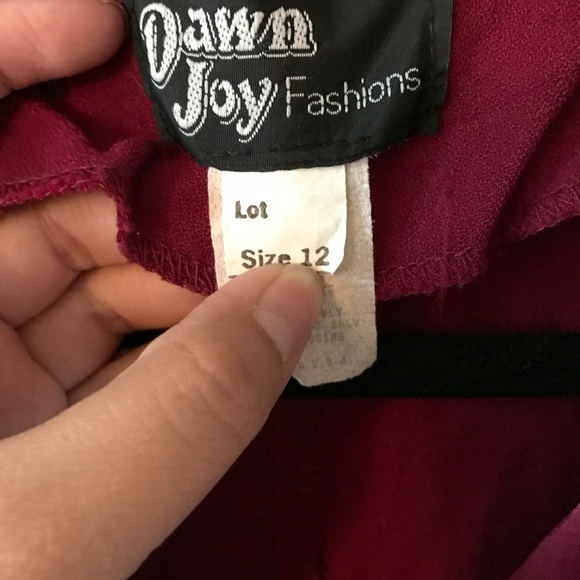 Dawn
Joy Fashions
Lot
Size 12
U.S.A.